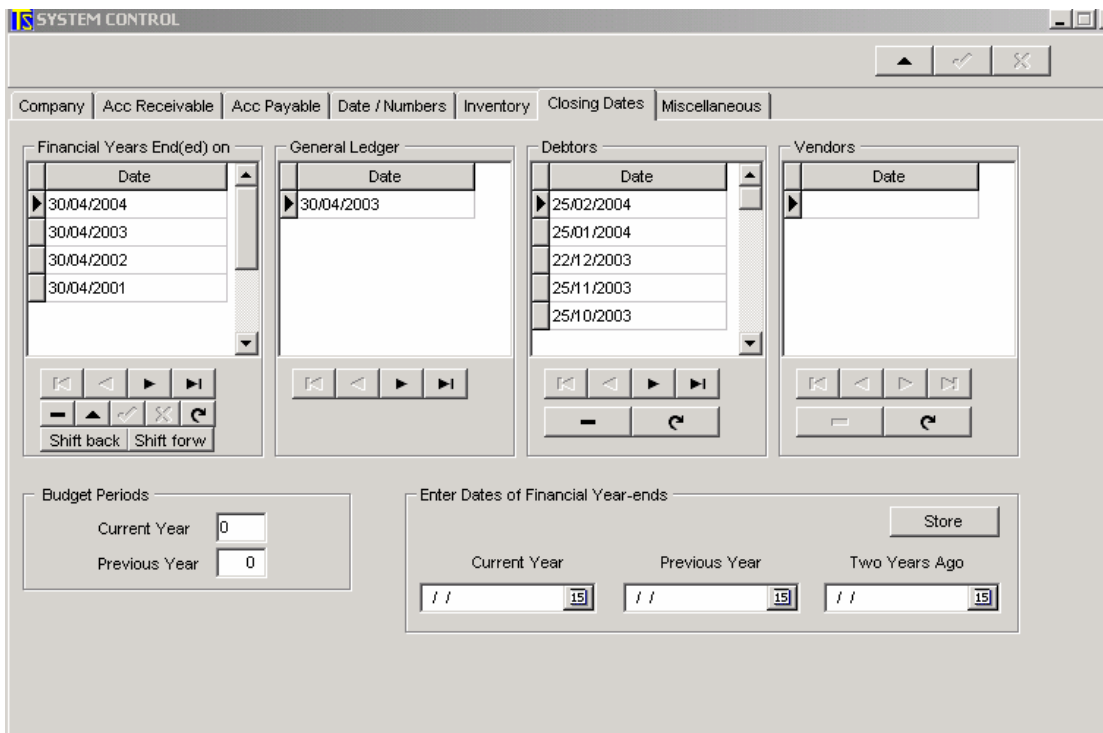 TS SYSTEM CONTROL
Company Acc Receivable Acc Payable Date / Numbers Inventory Closing Dates Miscellaneous
Financial Years End(ed) on
Date
30/04/2004
30/04/2003
30/04/2002
30/04/2001
Shift back Shift forw
General Ledger
Date
30/04/2003
Debtors
Date
25/02/2004
25/01/2004
22/12/2003
25/11/2003
25/10/2003
Vendors
Date
Budget Periods
Current Year 0
Previous Year 0
Enter Dates of Financial Year-ends
Store
Current Year Previous Year Two Years Ago
/ / 15 / / 15 / / 15